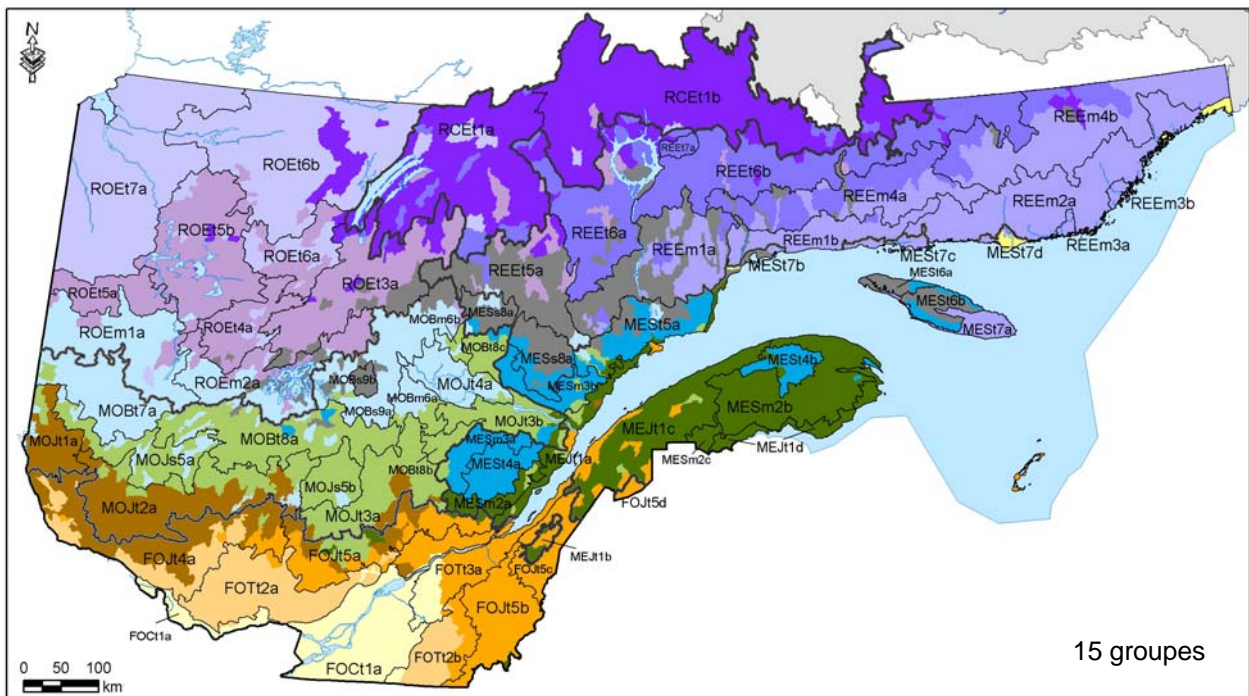 N
RCEt1b
RCEt1a
REEt7a
REEm4b
ROEt6b
ROEt7a
REEt6b
ROEt5b
REEm4a
REEm2a
REEm3b
ROEt6a
REEt6a
REEm1a
REEm1b
REEm3a
MESt7c
MESt7d
ROEt3a
REEt5a
MESt7b
MESt6a
MESt6b
ROEt5a
MESt7a
ROEt4a
MOBm6b
MESs8a
MESt5a
ROEm1a
MOBt8c
MESs8a
MESt4b
ROEm2a
MOBs9b
MOJt4a
MESm3b
MOBt7a
MOBs9a
MOBm6a
MESm2b
MOJt3b
MEJt1c
MOJt1a
MOBt8a
MESm3a
MEJt1d
MOJs5a
MESt4a
MEJt1a
MESm2c
MOBt8b
MOJs5b
FOJt5d
MOJt2a
MOJt3a
MESm2a
FOJt4a
FOJt5a
MEJt1b
FOTt3a
FOJt5c
FOTt2a
FOJt5b
FOCt1a
FOCt1a
FOTt2b
15 groupes
0 50 100
km